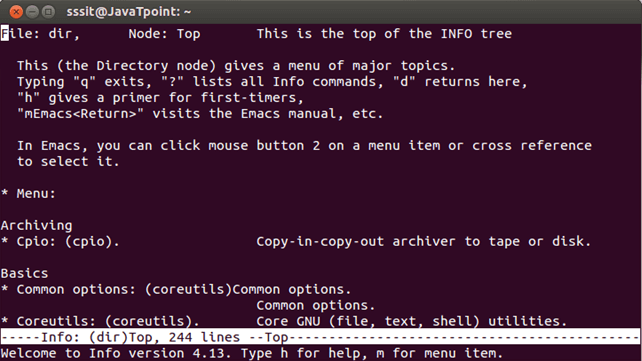 sssit@JavaTpoint: ~
File: dir,      Node: Top       This is the top of the INFO tree
  This (the Directory node) gives a menu of major topics.
  Typing "q" exits, "?" lists all Info commands, "d" returns here,
  "h" gives a primer for first-timers,
  "mEmacs<Return>" visits the Emacs manual, etc.
  In Emacs, you can click mouse button 2 on a menu item or cross reference
  to select it.
* Menu:
Archiving
* Cpio: (cpio).                 Copy-in-copy-out archiver to tape or disk.
Basics
* Common options: (coreutils)Common options.
                                Common options.
* Coreutils: (coreutils).       Core GNU (file, text, shell) utilities.
-----Info: (dir)Top, 244 lines --Top---------------------------------------------
Welcome to Info version 4.13. Type h for help, m for menu item.